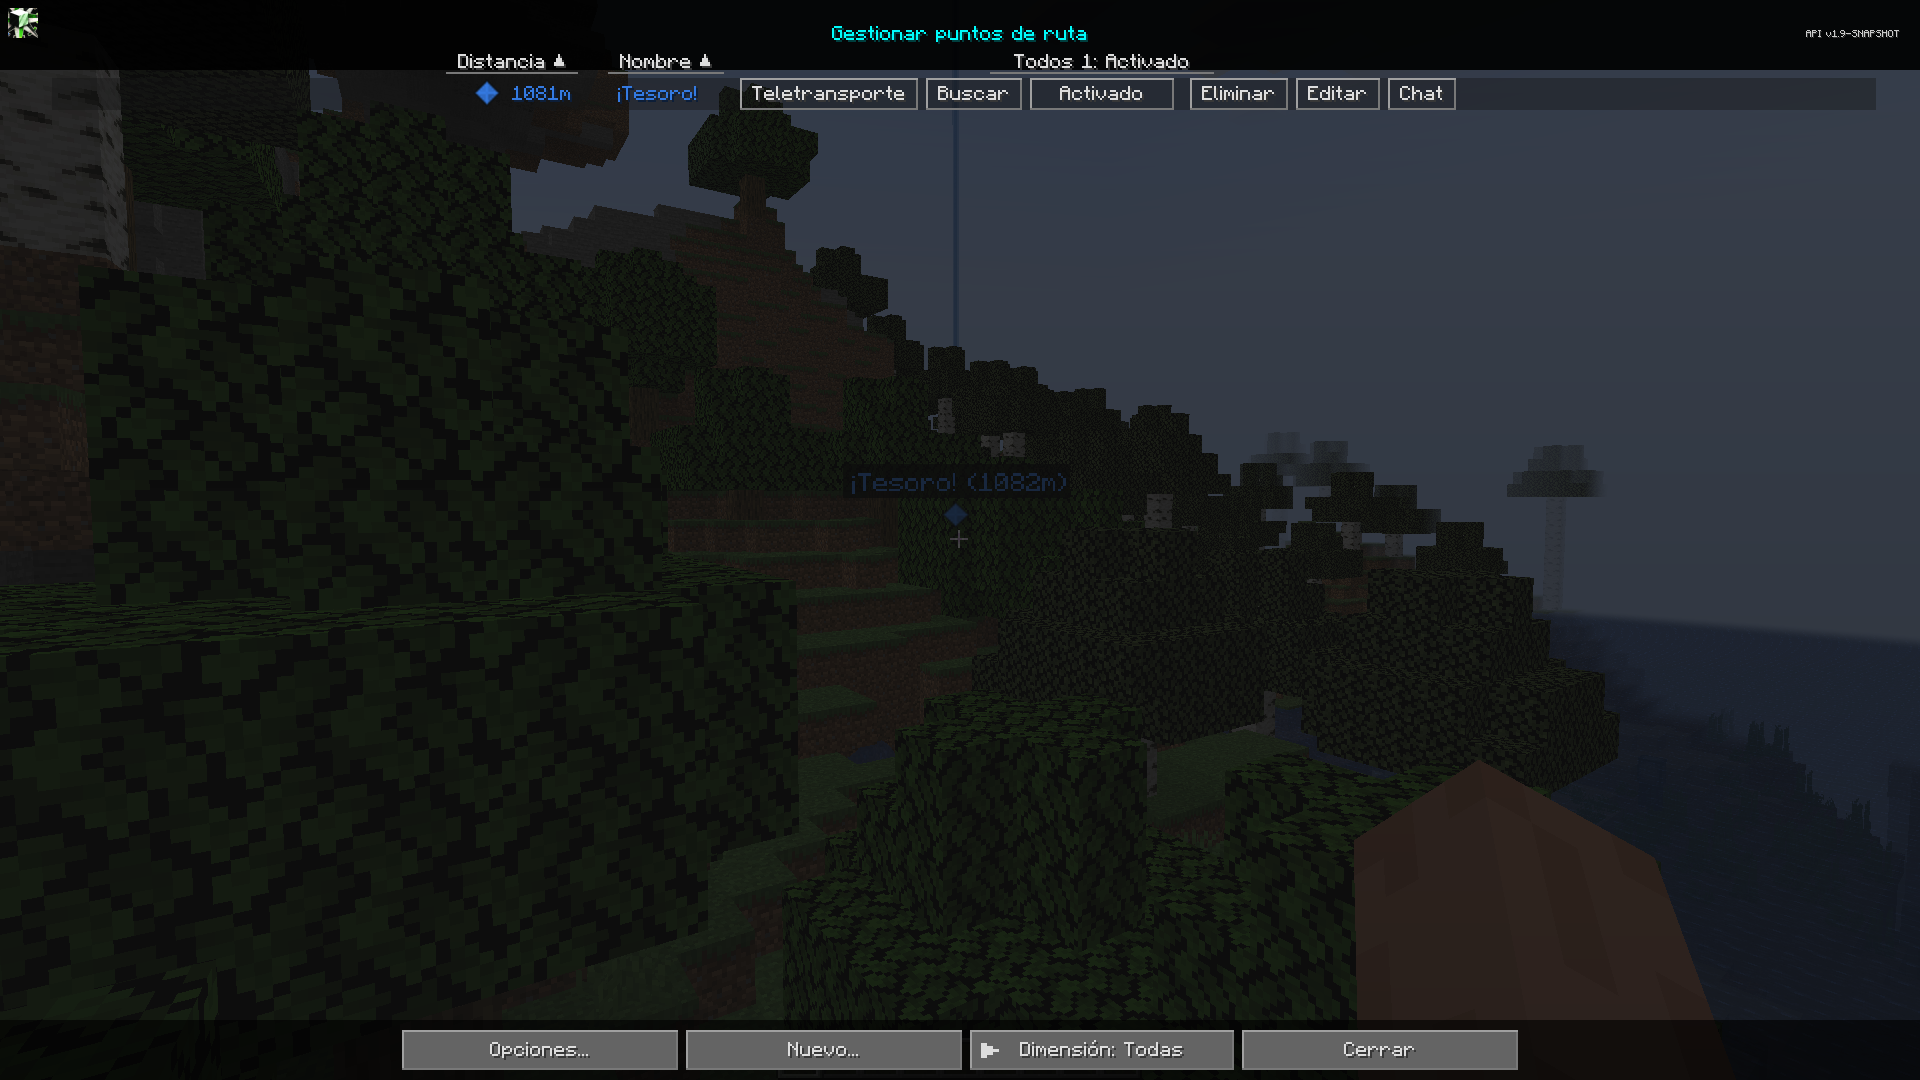 Gestionar puntos de ruta
API v1.9-SNAPSHOT
Distancia ▲ Nombre ▲ Todos 1: Activado
1081m ¡Tesoro! Teletransporte Buscar Activado Eliminar Editar Chat
¡Tesoro! (1082m)
Opciones... Nuevo... Dimensión: Todas Cerrar